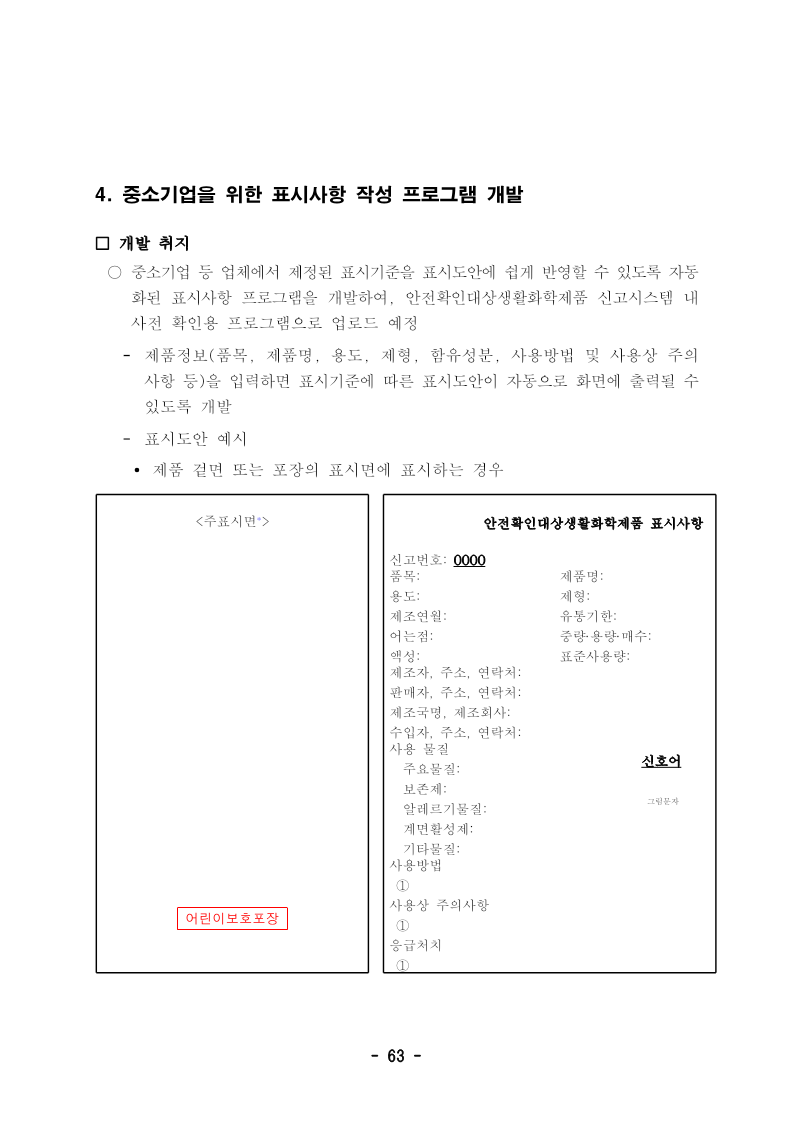 4. 중소기업을 위한 표시사항 작성 프로그램 개발
□ 개발 취지
○ 중소기업 등 업체에서 제정된 표시기준을 표시도안에 쉽게 반영할 수 있도록 자동
화된 표시사항 프로그램을 개발하여, 안전확인대상생활화학제품 신고시스템 내
사전 확인용 프로그램으로 업로드 예정
- 제품정보(품목, 제품명, 용도, 제형, 함유성분, 사용방법 및 사용상 주의
사항 등)을 입력하면 표시기준에 따른 표시도안이 자동으로 화면에 출력될 수
있도록 개발
- 표시도안 예시
• 제품 겉면 또는 포장의 표시면에 표시하는 경우
<주표시면*>
어린이보호포장
안전확인대상생활화학제품 표시사항
신고번호: 0000
품목: 제품명:
용도: 제형:
제조연월: 유통기한:
어는점: 중량·용량·매수:
액성: 표준사용량:
제조자, 주소, 연락처:
판매자, 주소, 연락처:
제조국명, 제조회사:
수입자, 주소, 연락처:
사용 물질
신호어
주요물질:
보존제:
그림문자
알레르기물질:
계면활성제:
기타물질:
사용방법
①
사용상 주의사항
①
응급처치
①
- 63 -